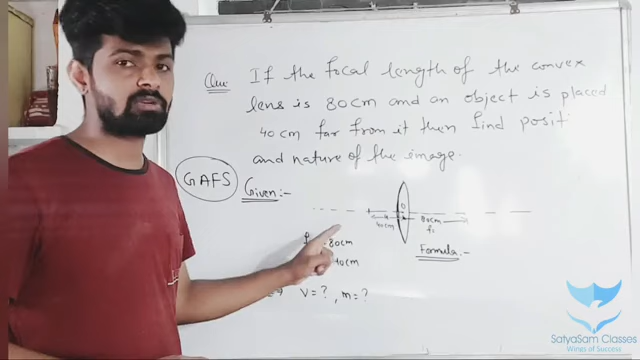 Que: If the focal length of the convex
lens is 80cm and an object is placed
40 cm far from it then find posit
and nature of the image.
GAFS Given:-
O
40cm 80cm
f₁
80cm
Formula:-
40cm
V = ? , m = ?
SatyaSam Classes
Wings of Success